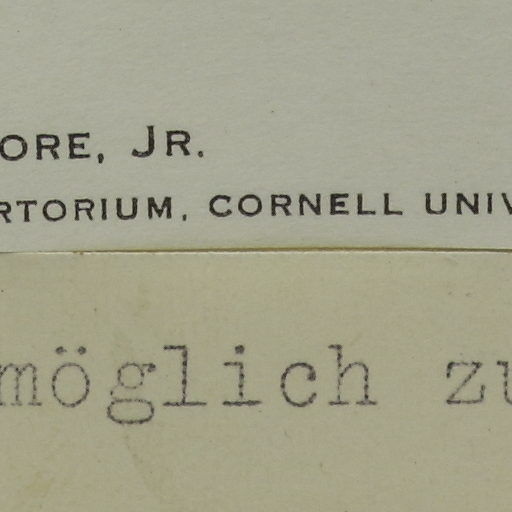 ORE, JR.
RTORIUM, CORNELL UNIV
möglich zu